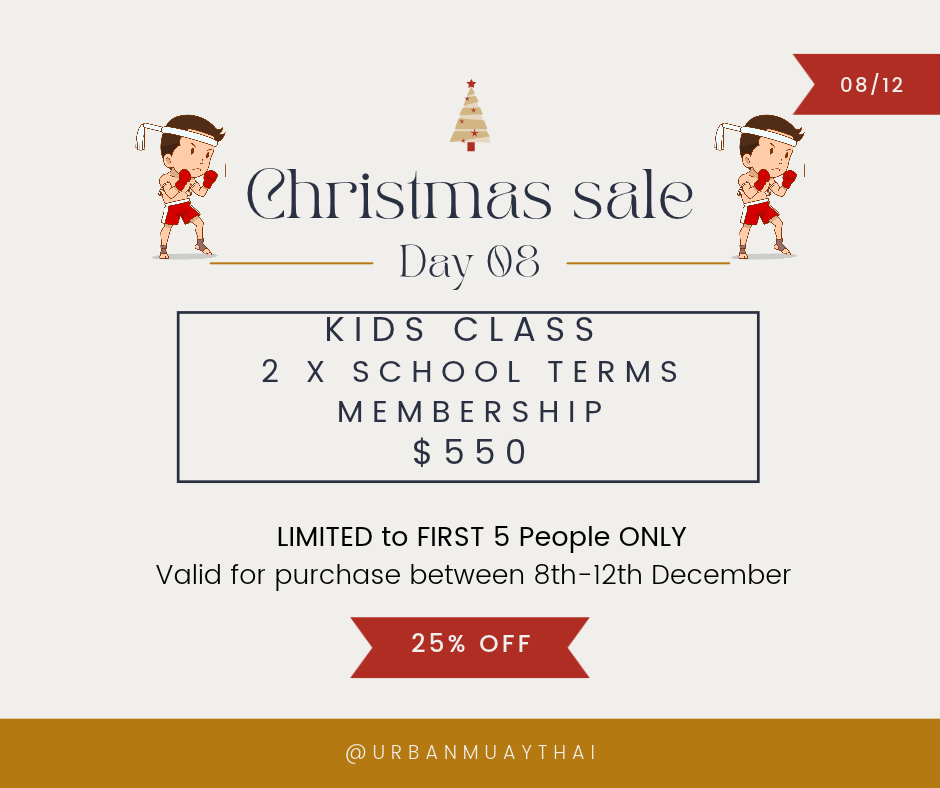 08/12
Christmas sale
Day 08
KIDS CLASS
2 X SCHOOL TERMS
MEMBERSHIP
$550
LIMITED to FIRST 5 People ONLY
Valid for purchase between 8th-12th December
25% OFF
@URBANMUAYTHAI